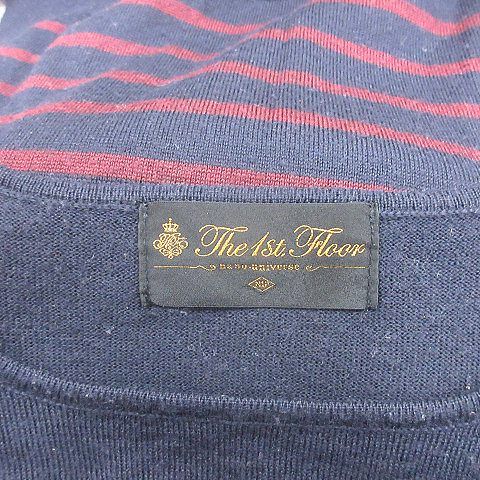 The 1st. Floor
nano·universe